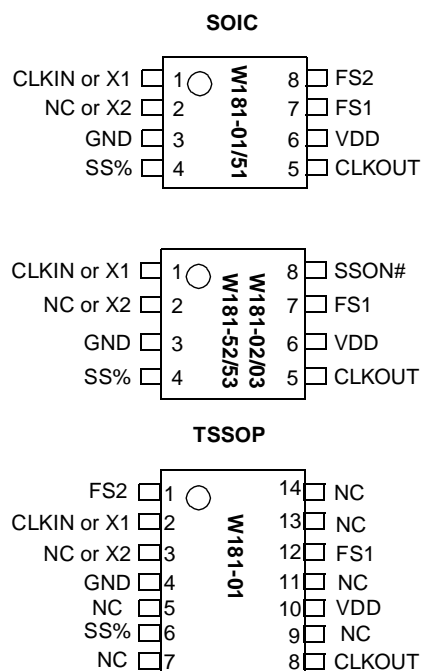 SOIC
CLKIN or X1 1 8 FS2
NC or X2 2 7 FS1
GND 3 6 VDD
SS% 4 5 CLKOUT
W181-01/51
CLKIN or X1 1 8 SSON#
NC or X2 2 7 FS1
GND 3 6 VDD
SS% 4 5 CLKOUT
W181-02/03
W181-52/53
TSSOP
FS2 1 14 NC
CLKIN or X1 2 13 NC
NC or X2 3 12 FS1
GND 4 11 NC
NC 5 10 VDD
SS% 6 9 NC
NC 7 8 CLKOUT
W181-01